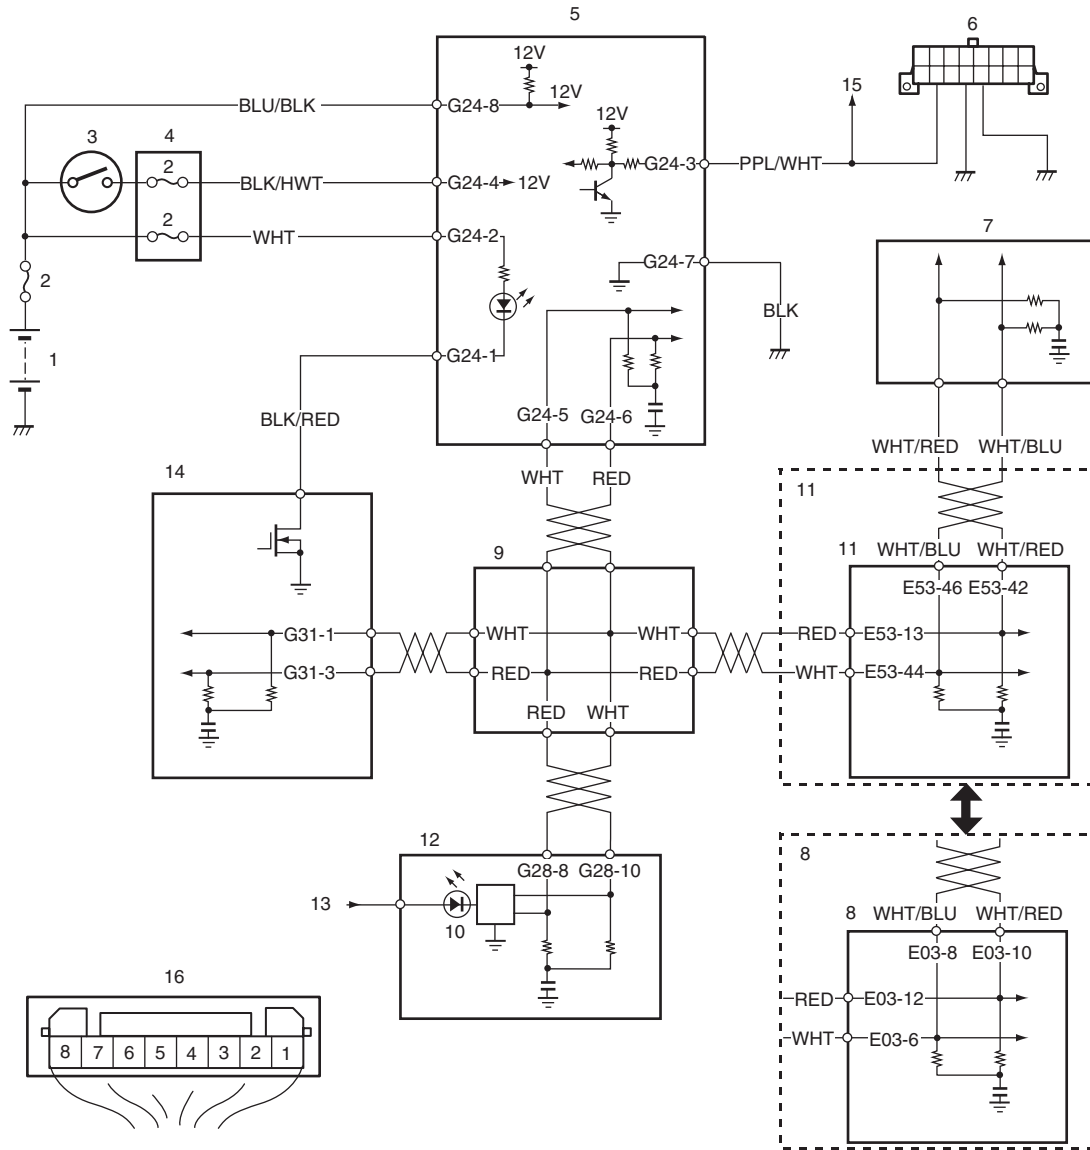 5
6
12V
12V
15
BLU/BLK
G24-8
3
4
12V
2
G24-3
PPL/WHT
BLK/HWT
G24-4
12V
2
7
WHT
G24-2
G24-7
2
BLK
1
G24-1
BLK/RED
G24-5
G24-6
WHT/RED
WHT/BLU
14
WHT
RED
11
9
11
WHT/BLU
WHT/RED
E53-46
E53-42
G31-1
WHT
WHT
RED
E53-13
G31-3
RED
RED
WHT
E53-44
RED
WHT
12
8
G28-8
G28-10
13
10
8
WHT/BLU
WHT/RED
E03-8
E03-10
16
RED
E03-12
WHT
E03-6
8 7 6 5 4 3 2 1